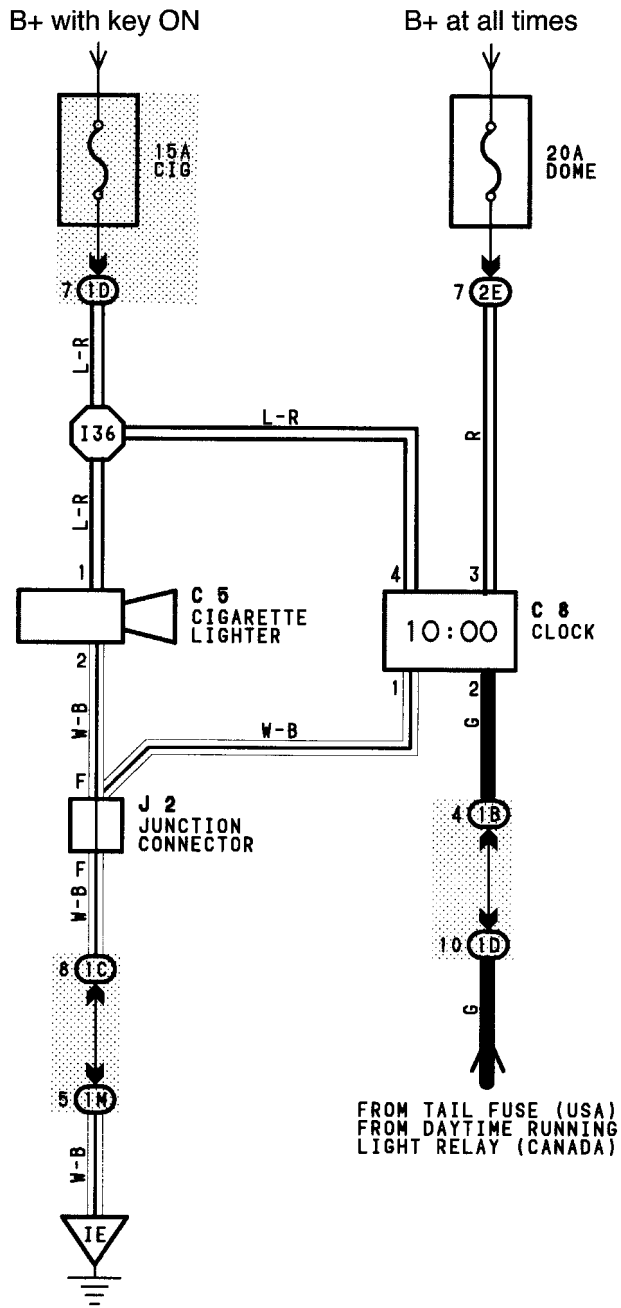 B+ with key ON
B+ at all times
15A
CIG
20A
DOME
7 1D
7 2E
L-R
I36
L-R
R
L-R
1
4
3
C 5
CIGARETTE
LIGHTER
10:00
C 8
CLOCK
2
1
2
W-B
W-B
G
F
J 2
JUNCTION
CONNECTOR
4 1B
F
W-B
10 1D
8 1C
G
5 1M
FROM TAIL FUSE (USA)
FROM DAYTIME RUNNING
LIGHT RELAY (CANADA)
W-B
IE